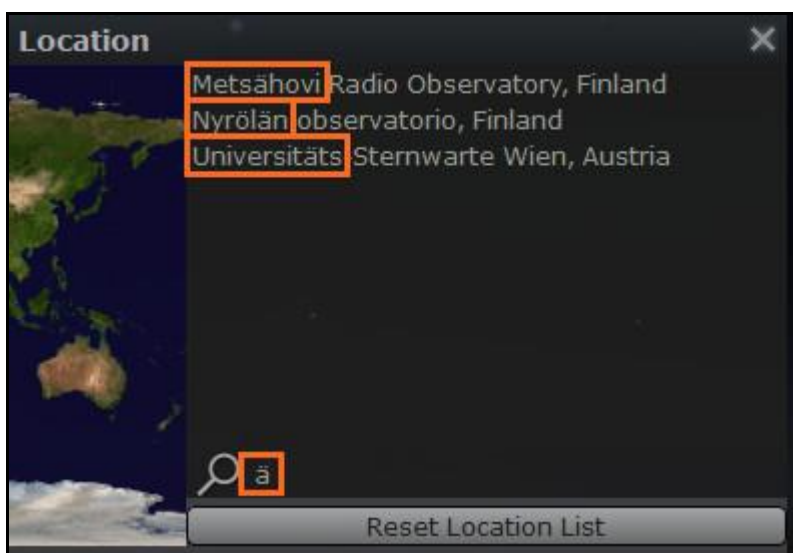 Location
Metsähovi Radio Observatory, Finland
Nyrölän observatorio, Finland
Universitäts-Sternwarte Wien, Austria
ä
Reset Location List